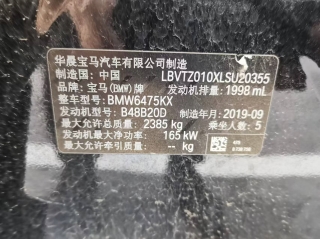 华晨宝马汽车有限公司制造
制造国：中国 LBVTZ010XLSU20355
品牌：宝马(BMW)牌 发动机排量：1998 mL
整车型号：BMW6475KX
发动机型号：B48B20D 制造年月：2019-09
最大允许总质量：2385 kg 乘坐人数：5
发动机最大净功率：165 kW
最大允许牵引质量：-- kg